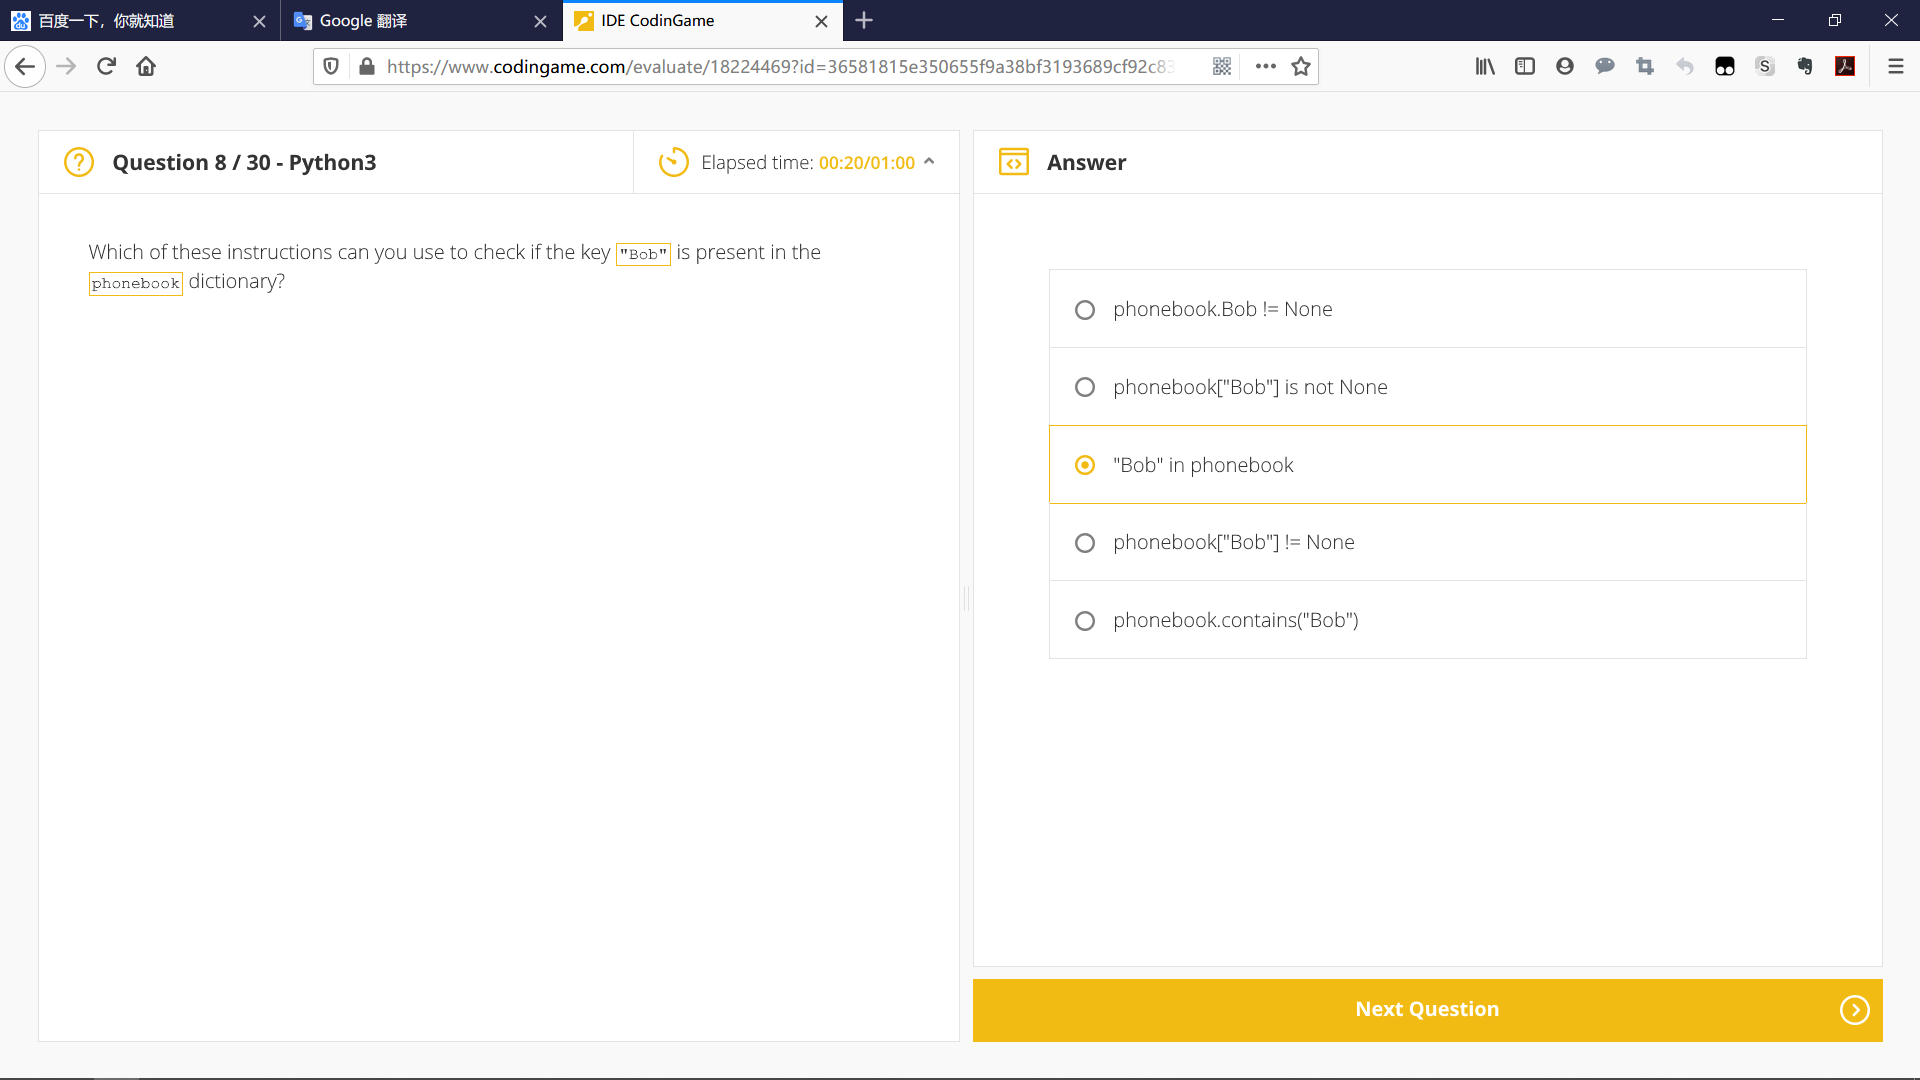 百度一下，你就知道
Google 翻译
IDE CodinGame
https://www.codingame.com/evaluate/18224469?id=36581815e350655f9a38bf3193689cf92c83
Question 8 / 30 - Python3
Elapsed time: 00:20/01:00
Answer
Which of these instructions can you use to check if the key "Bob" is present in the
phonebook dictionary?
phonebook.Bob != None
phonebook["Bob"] is not None
"Bob" in phonebook
phonebook["Bob"] != None
phonebook.contains("Bob")
Next Question